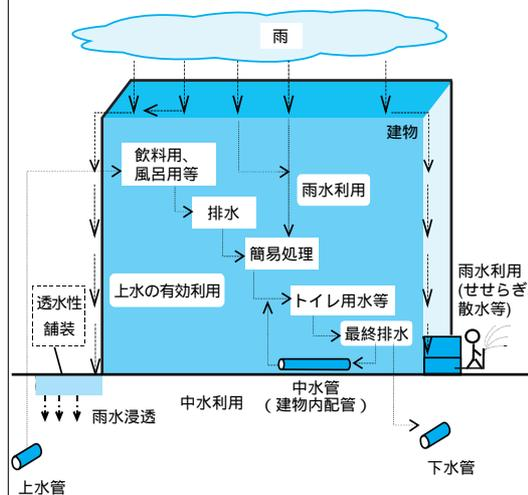 雨
建物
飲料用、
風呂用等
雨水利用
排水
簡易処理
上水の有効利用
トイレ用水等
雨水利用
(せせらぎ
散水等)
透水性
舗装
最終排水
中水管
(建物内配管)
中水利用
雨水浸透
下水管
上水管